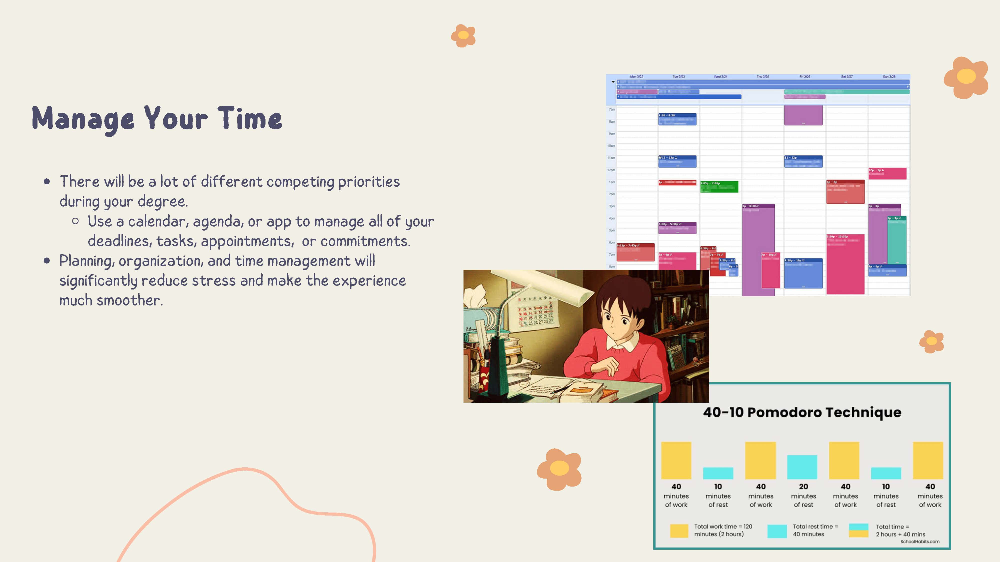 Manage Your Time
There will be a lot of different competing priorities
during your degree.
Use a calendar, agenda, or app to manage all of your
deadlines, tasks, appointments,  or commitments.
Planning, organization, and time management will
significantly reduce stress and make the experience
much smoother.
Mon 3/22
Tue 3/23
Wed 3/24
Thu 3/25
Fri 3/26
Sat 3/27
Sun 3/28
7am
8am
9am
10am
11am
12pm
1pm
2pm
3pm
4pm
5pm
6pm
7pm
8pm
7:30 - 8:30
11 - 12p
11 - 12p
12p - 1p
1p -
1:05p - 2:05p
1p - 3p
3p - 8:30
3p - 8p
4p - 8p
4:30p - 5:30p
5:30p - 10:30p
6:15p - 7:45p
6:30p - 8:3
7p - 9p
7p - 9p
7:30p - 8:3
8p - 9
7p - 10p
7:30p - 10p
8p - 9p
40-10 Pomodoro Technique
40
minutes
of work
10
minutes
of rest
40
minutes
of work
20
minutes
of rest
40
minutes
of work
10
minutes
of rest
40
minutes
of work
Total work time = 120
minutes (2 hours)
Total rest time =
40 minutes
Total time =
2 hours + 40 mins
SchoolHabits.com